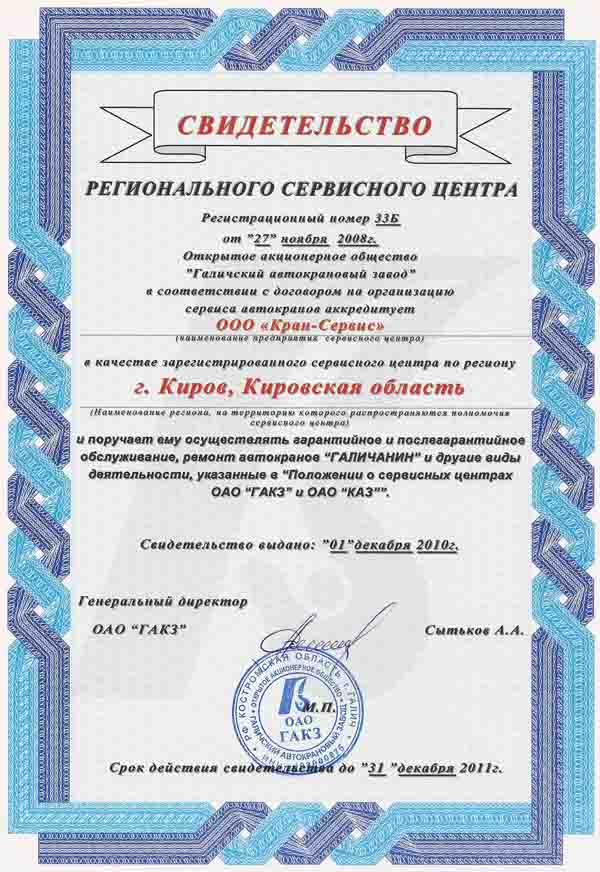 СВИДЕТЕЛЬСТВО
РЕГИОНАЛЬНОГО СЕРВИСНОГО ЦЕНТРА
Регистрационный номер 33Б
от "27" ноября 2008г.
Открытое акционерное общество
"Галичский автокрановый завод"
в соответствии с договором на организацию
сервиса автокранов аккредитует
ООО «Кран-Сервис»
(наименование предприятия сервисного центра)
в качестве зарегистрированного сервисного центра по региону
г. Киров, Кировская область
(Наименование региона, на территорию которого распространяются полномочия
сервисного центра)
и поручает ему осуществлять гарантийное и послегарантийное
обслуживание, ремонт автокранов "ГАЛИЧАНИН" и другие виды
деятельности, указанные в "Положении о сервисных центрах
ОАО "ГАКЗ" и ОАО "КАЗ"".
Свидетельство выдано: "01"декабря 2010г.
Генеральный директор
ОАО "ГАКЗ"
Сытьков А.А.
РФ КОСТРОМСКАЯ ОБЛАСТЬ г. ГАЛИЧ
ОТКРЫТОЕ АКЦИОНЕРНОЕ ОБЩЕСТВО
ГАЛИЧСКИЙ АВТОКРАНОВЫЙ ЗАВОД
М.П.
ОАО
ГАКЗ
Срок действия свидетельства до "31 "декабря 2011г.